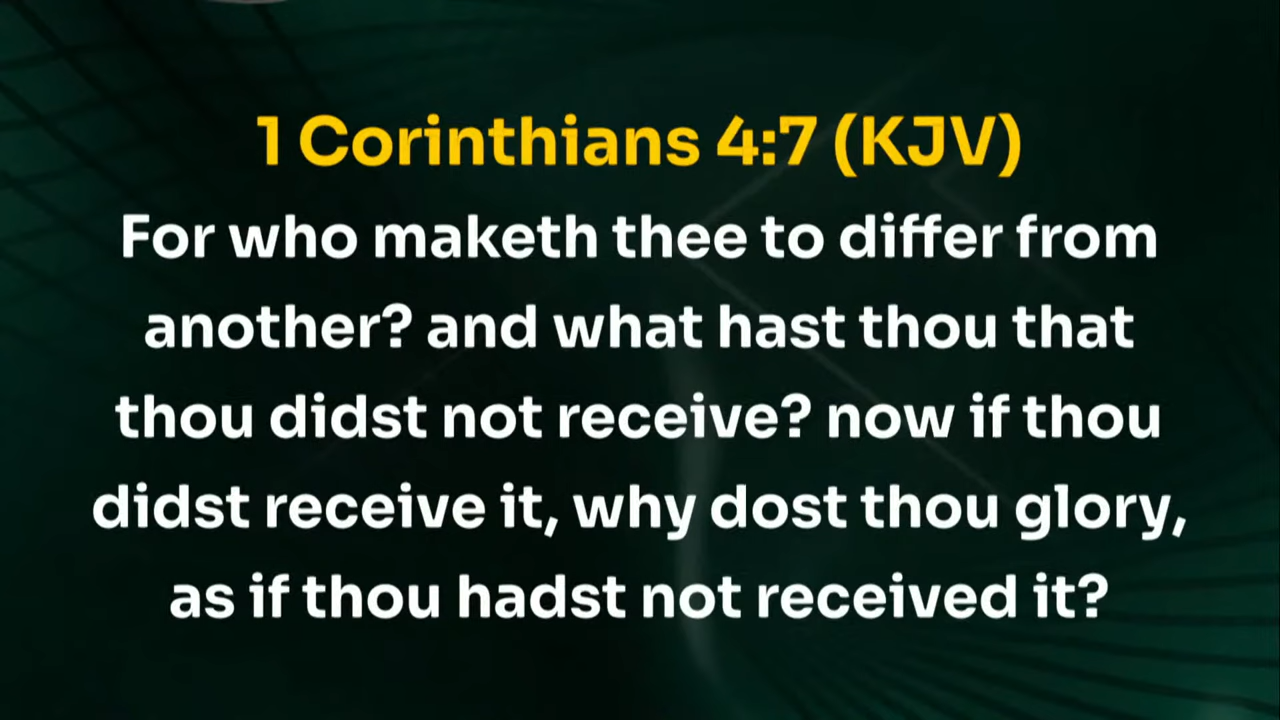 1 Corinthians 4:7 (KJV)
For who maketh thee to differ from
another? and what hast thou that
thou didst not receive? now if thou
didst receive it, why dost thou glory,
as if thou hadst not received it?